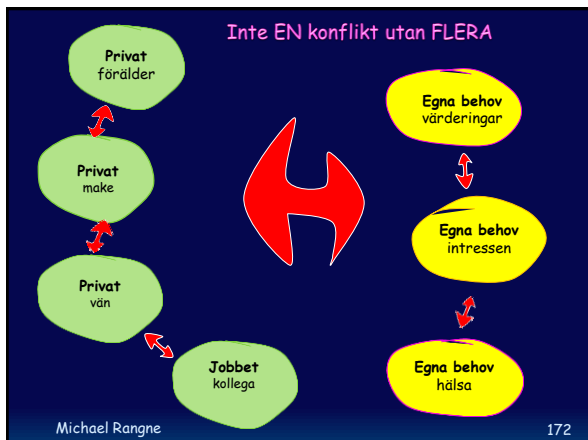 Inte EN konflikt utan FLERA
Privat
förälder
Privat
make
Privat
vän
Jobbet
kollega
Egna behov
värderingar
Egna behov
intressen
Egna behov
hälsa
Michael Rangne
172